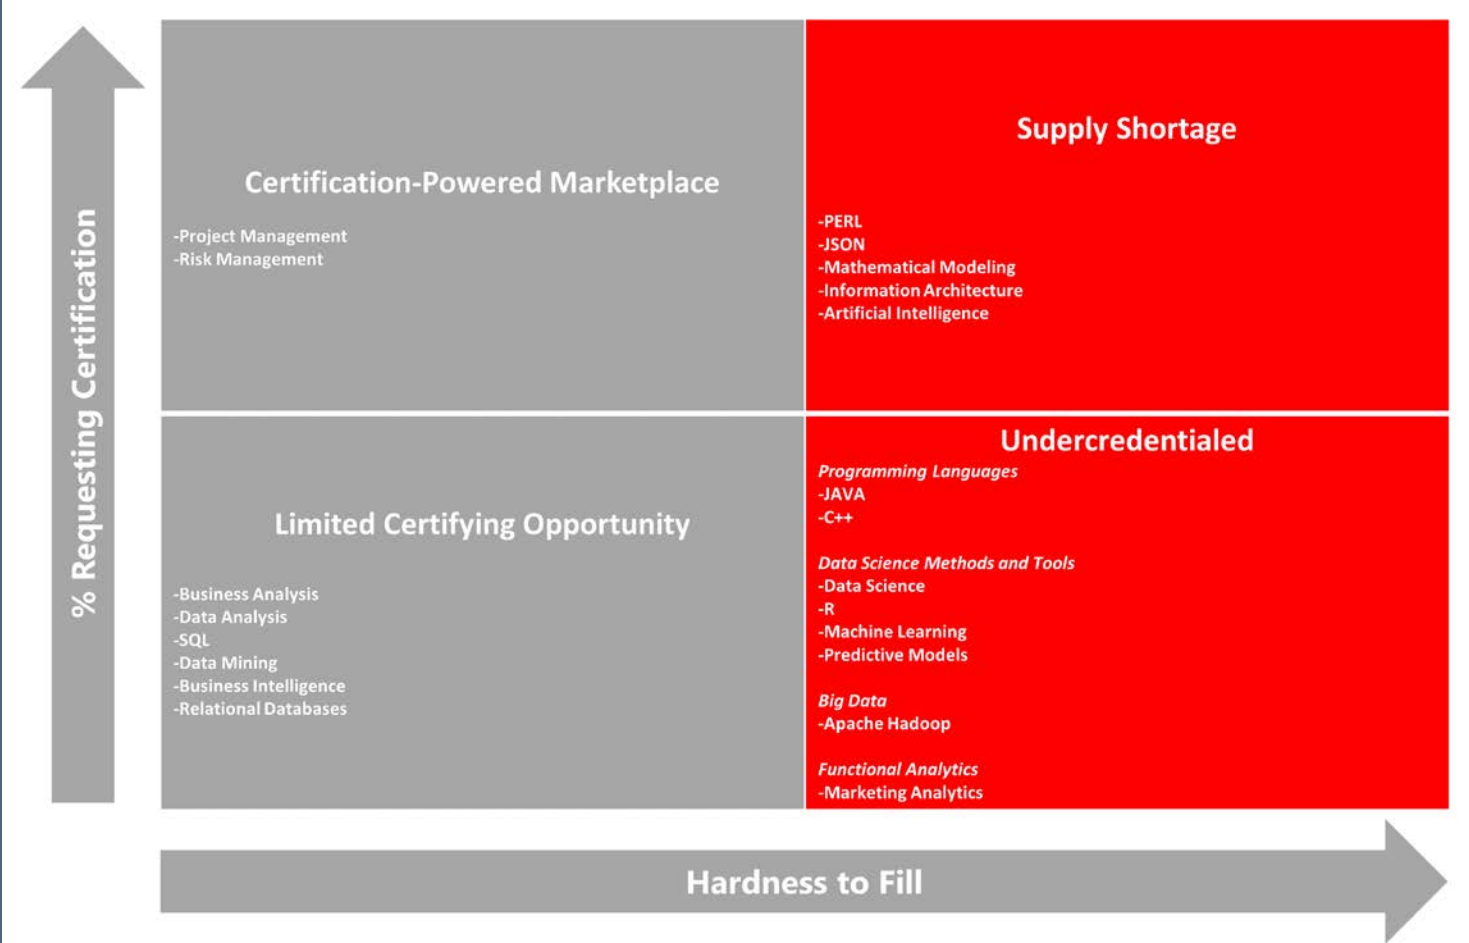 % Requesting Certification
Certification-Powered Marketplace
-Project Management
-Risk Management
Supply Shortage
-PERL
-JSON
-Mathematical Modeling
-Information Architecture
-Artificial Intelligence
Limited Certifying Opportunity
-Business Analysis
-Data Analysis
-SQL
-Data Mining
-Business Intelligence
-Relational Databases
Undercredentialed
Programming Languages
-JAVA
-C++
Data Science Methods and Tools
-Data Science
-R
-Machine Learning
-Predictive Models
Big Data
-Apache Hadoop
Functional Analytics
-Marketing Analytics
Hardness to Fill